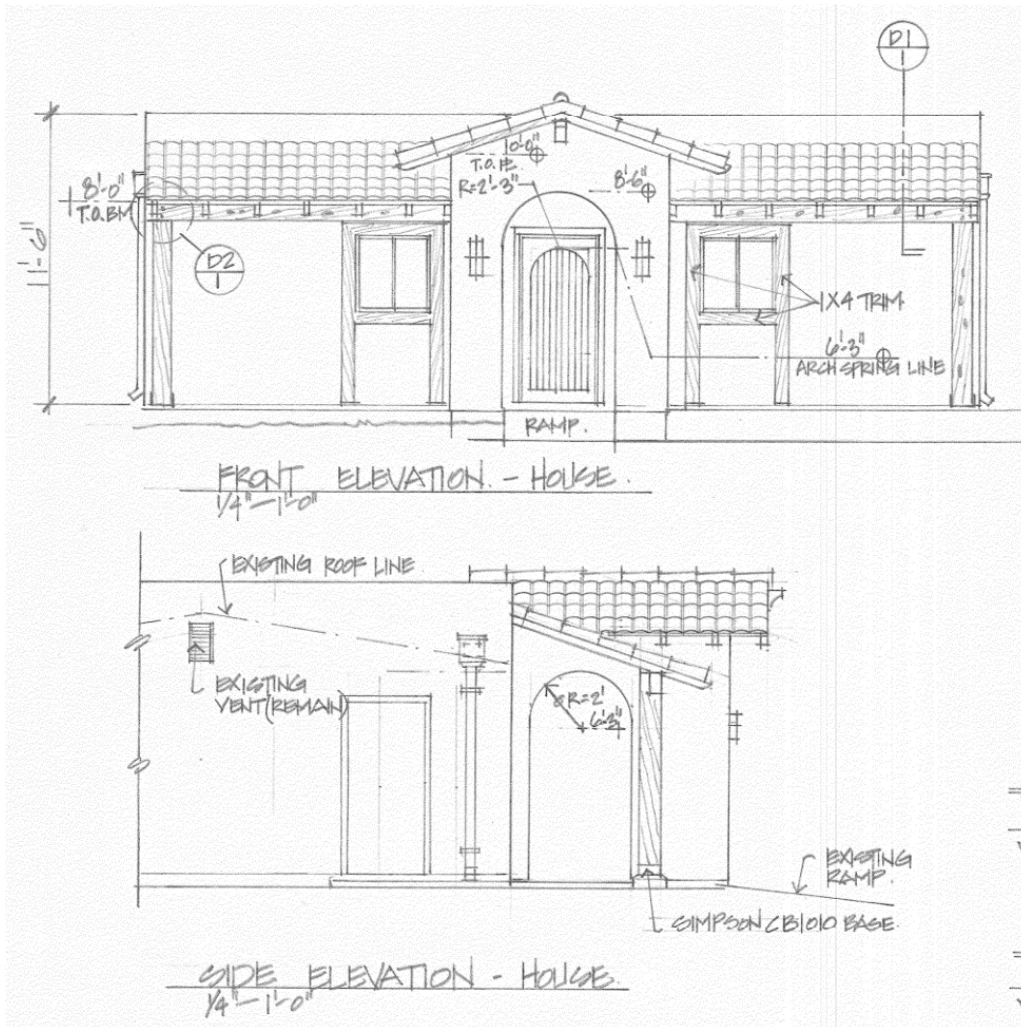 D1
1
10'-0"
T.O. PL.
R=2'-3"
8'-6"
8'-0"
T.O. BM
11'-6"
D2
1
1X4 TRIM
6'-3"
ARCH SPRING LINE
RAMP.
FRONT ELEVATION. - HOUSE.
1/4"-1'-0"
EXISTING ROOF LINE
EXISTING
VENT (REMAIN)
R=2'
6'-3"
EXISTING
RAMP.
SIMPSON CB1010 BASE.
SIDE ELEVATION - HOUSE.
1/4"-1'-0"